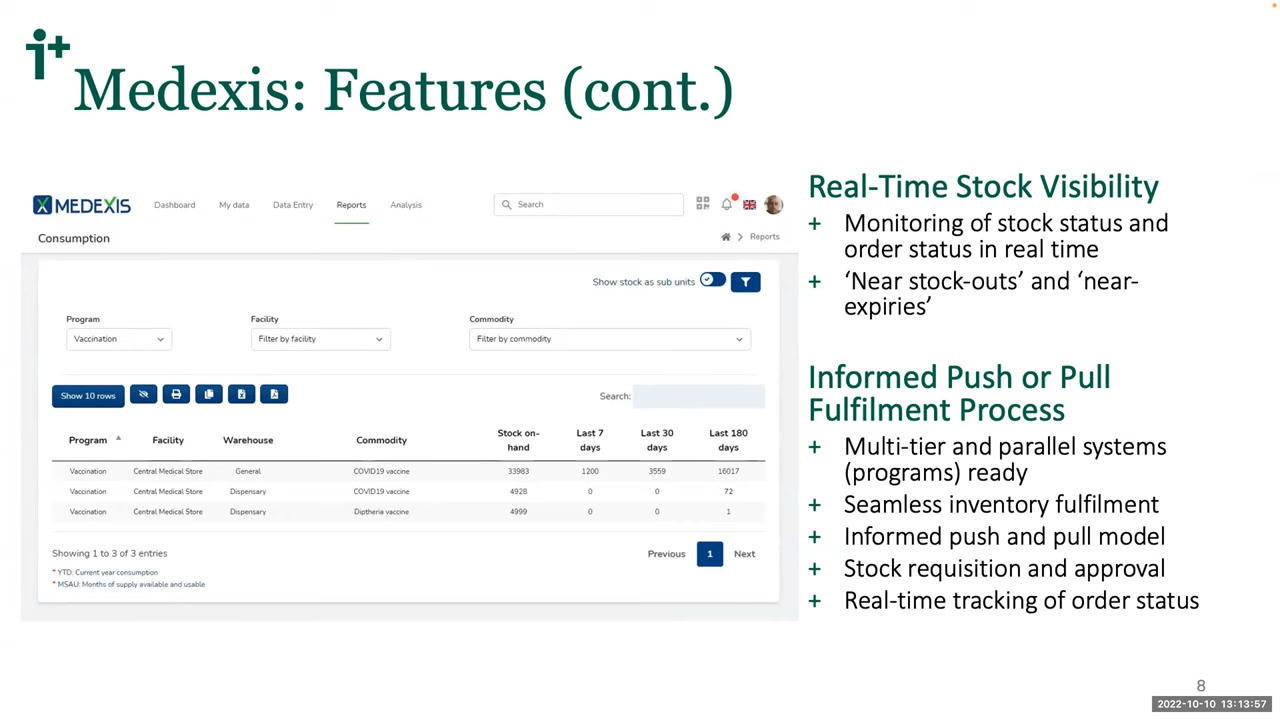 i+
Medexis: Features (cont.)
MEDEXIS Dashboard My data Data Entry Reports Analysis Search
Consumption Reports
Show stock as sub units
Program Facility Commodity
Vaccination Filter by facility Filter by commodity
Show 10 rows Search:
Program Facility Warehouse Commodity Stock on-hand Last 7 days Last 30 days Last 180 days
Vaccination Central Medical Store General COVID19 vaccine 33983 1200 3559 16017
Vaccination Central Medical Store Dispensary COVID19 vaccine 4928 0 0 72
Vaccination Central Medical Store Dispensary Diptheria vaccine 4999 0 0 1
Showing 1 to 3 of 3 entries Previous 1 Next
* YTD: Current year consumption
* MSAU: Months of supply available and usable
Real-Time Stock Visibility
+ Monitoring of stock status and
order status in real time
+ ‘Near stock-outs’ and ‘near-
expiries’
Informed Push or Pull
Fulfilment Process
+ Multi-tier and parallel systems
(programs) ready
+ Seamless inventory fulfilment
+ Informed push and pull model
+ Stock requisition and approval
+ Real-time tracking of order status
8
2022-10-10 13:13:57